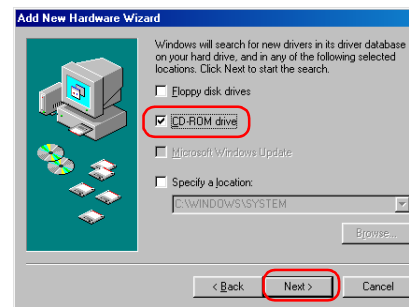 Add New Hardware Wizard
Windows will search for new drivers in its driver database
on your hard drive, and in any of the following selected
locations. Click Next to start the search.
Floppy disk drives
CD-ROM drive
Microsoft Windows Update
Specify a location:
C:\WINDOWS\SYSTEM
Browse...
< Back
Next >
Cancel